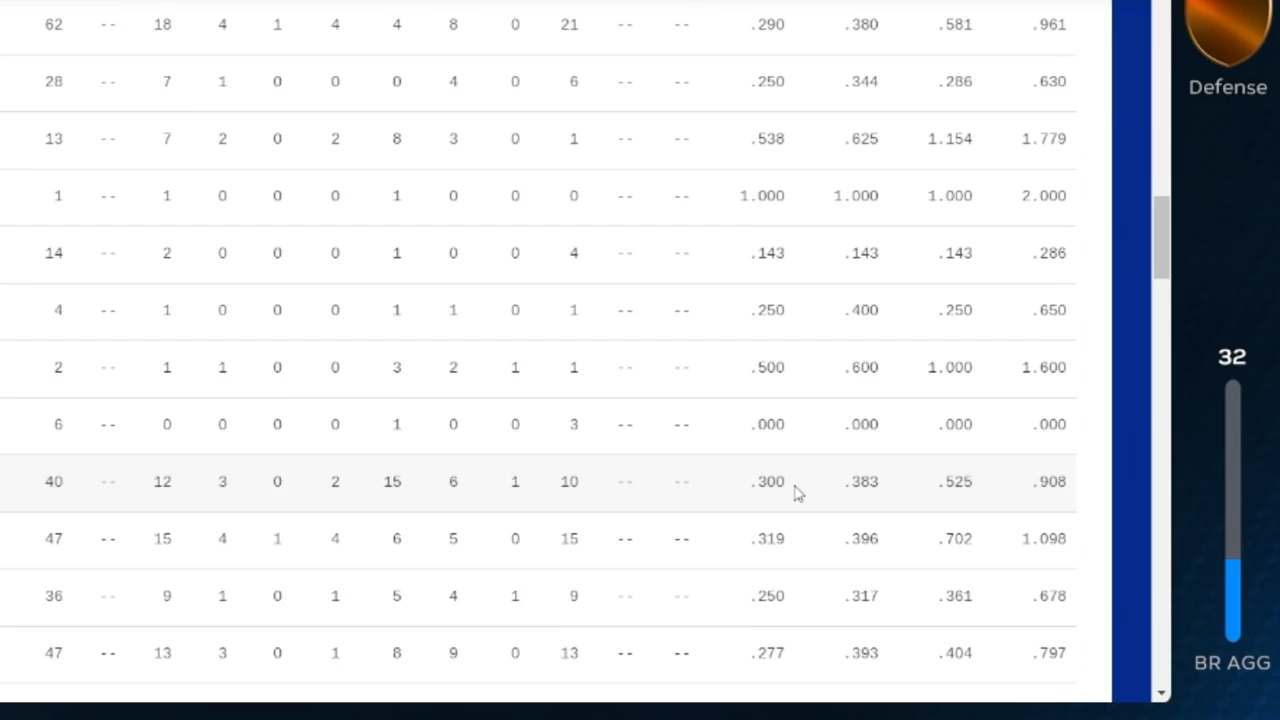 62 -- 18 4 1 4 4 8 0 21 -- -- .290 .380 .581 .961
28 -- 7 1 0 0 0 4 0 6 -- -- .250 .344 .286 .630
Defense
13 -- 7 2 0 2 8 3 0 1 -- -- .538 .625 1.154 1.779
1 -- 1 0 0 0 1 0 0 0 -- -- 1.000 1.000 1.000 2.000
14 -- 2 0 0 0 1 0 0 4 -- -- .143 .143 .143 .286
4 -- 1 0 0 0 1 1 0 1 -- -- .250 .400 .250 .650
32
2 -- 1 1 0 0 3 2 1 1 -- -- .500 .600 1.000 1.600
6 -- 0 0 0 0 1 0 0 3 -- -- .000 .000 .000 .000
40 -- 12 3 0 2 15 6 1 10 -- -- .300 .383 .525 .908
47 -- 15 4 1 4 6 5 0 15 -- -- .319 .396 .702 1.098
36 -- 9 1 0 1 5 4 1 9 -- -- .250 .317 .361 .678
47 -- 13 3 0 1 8 9 0 13 -- -- .277 .393 .404 .797
BR AGG